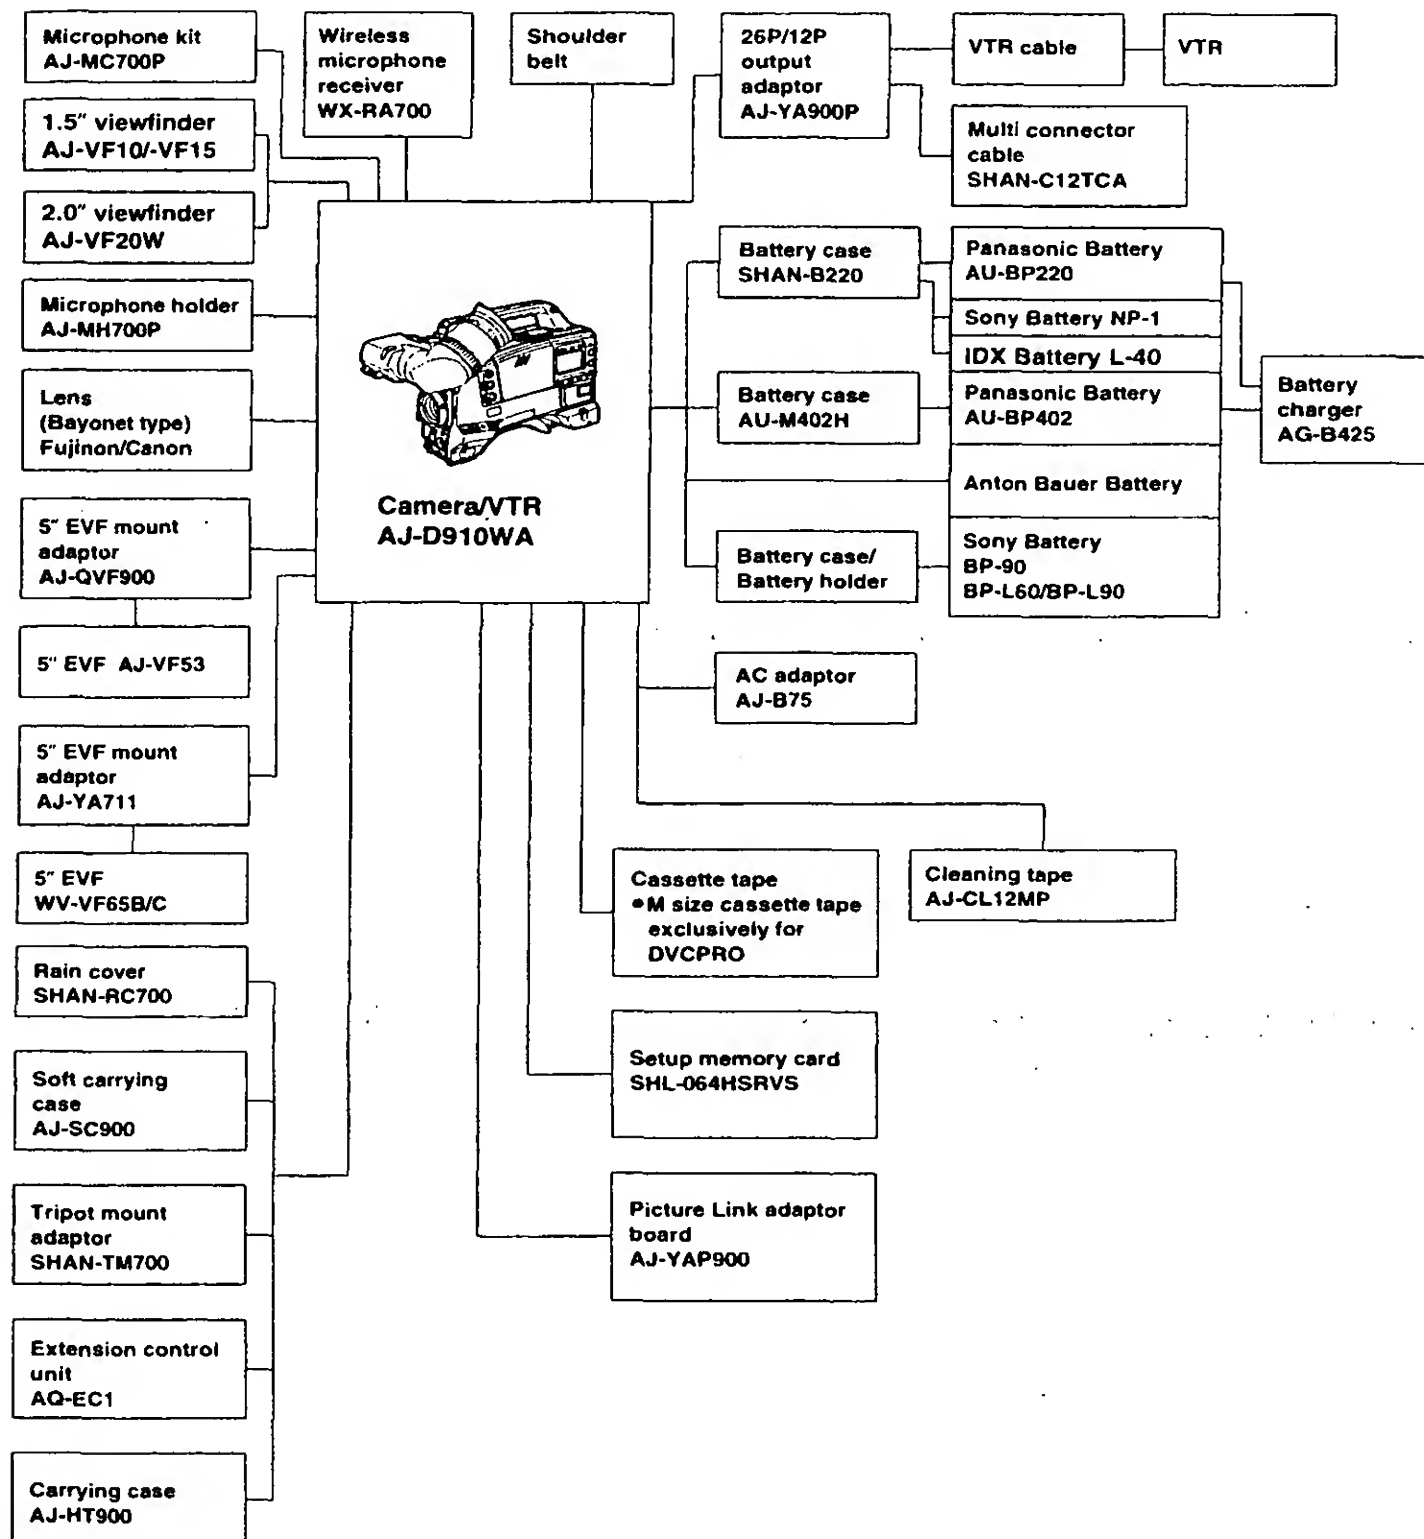 Microphone kit
AJ-MC700P
Wireless
microphone
receiver
WX-RA700
Shoulder
belt
26P/12P
output
adaptor
AJ-YA900P
VTR cable
VTR
1.5" viewfinder
AJ-VF10/-VF15
Multi connector
cable
SHAN-C12TCA
2.0" viewfinder
AJ-VF20W
Microphone holder
AJ-MH700P
Lens
(Bayonet type)
Fujinon/Canon
Camera/VTR
AJ-D910WA
Battery case
SHAN-B220
Panasonic Battery
AU-BP220
Sony Battery NP-1
IDX Battery L-40
Battery case
AU-M402H
Panasonic Battery
AU-BP402
Battery
charger
AG-B425
Anton Bauer Battery
Battery case/
Battery holder
Sony Battery
BP-90
BP-L60/BP-L90
5" EVF mount
adaptor
AJ-QVF900
5" EVF AJ-VF53
AC adaptor
AJ-B75
5" EVF mount
adaptor
AJ-YA711
5" EVF
WV-VF65B/C
Cassette tape
•M size cassette tape
exclusively for
DVCPRO
Cleaning tape
AJ-CL12MP
Rain cover
SHAN-RC700
Soft carrying
case
AJ-SC900
Setup memory card
SHL-064HSRVS
Tripot mount
adaptor
SHAN-TM700
Picture Link adaptor
board
AJ-YAP900
Extension control
unit
AQ-EC1
Carrying case
AJ-HT900